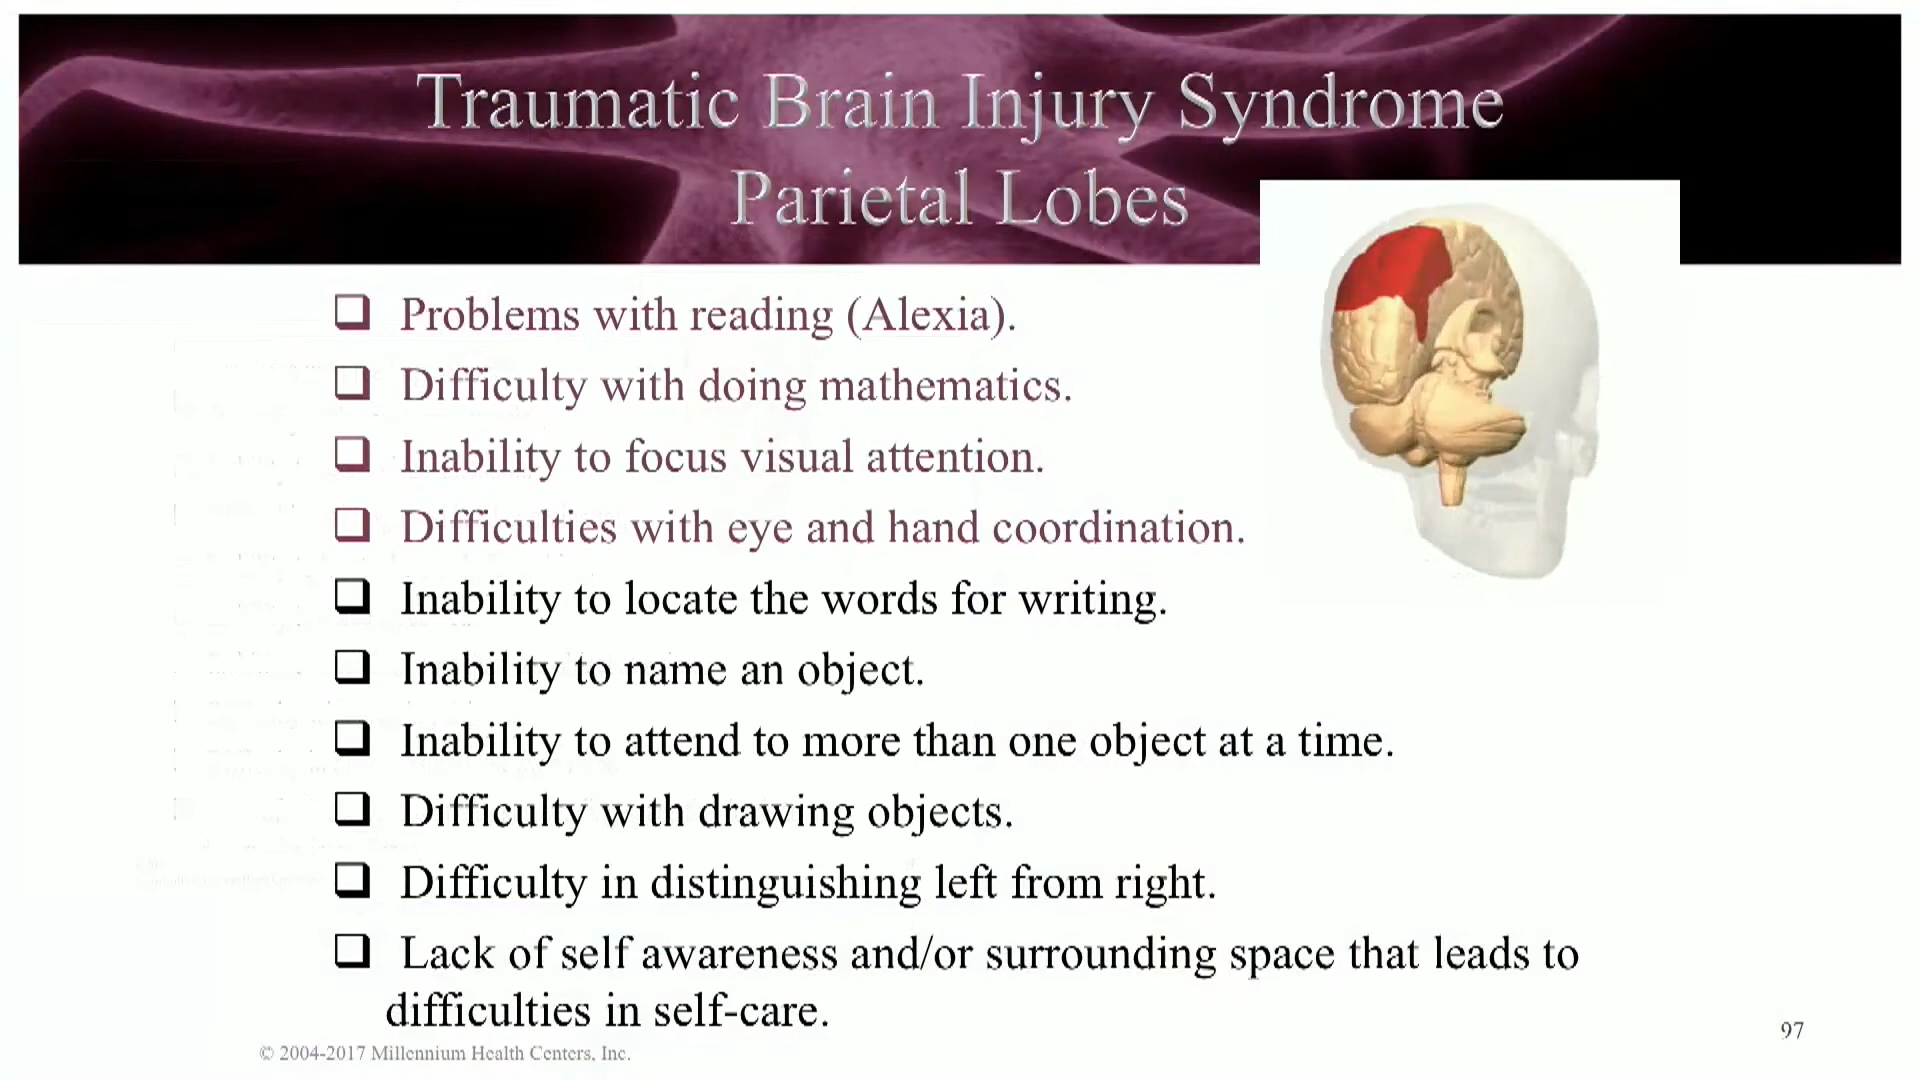 Traumatic Brain Injury Syndrome
Parietal Lobes
Problems with reading (Alexia).
Difficulty with doing mathematics.
Inability to focus visual attention.
Difficulties with eye and hand coordination.
Inability to locate the words for writing.
Inability to name an object.
Inability to attend to more than one object at a time.
Difficulty with drawing objects.
Difficulty in distinguishing left from right.
Lack of self awareness and/or surrounding space that leads to
difficulties in self-care.
© 2004-2017 Millennium Health Centers, Inc.
97